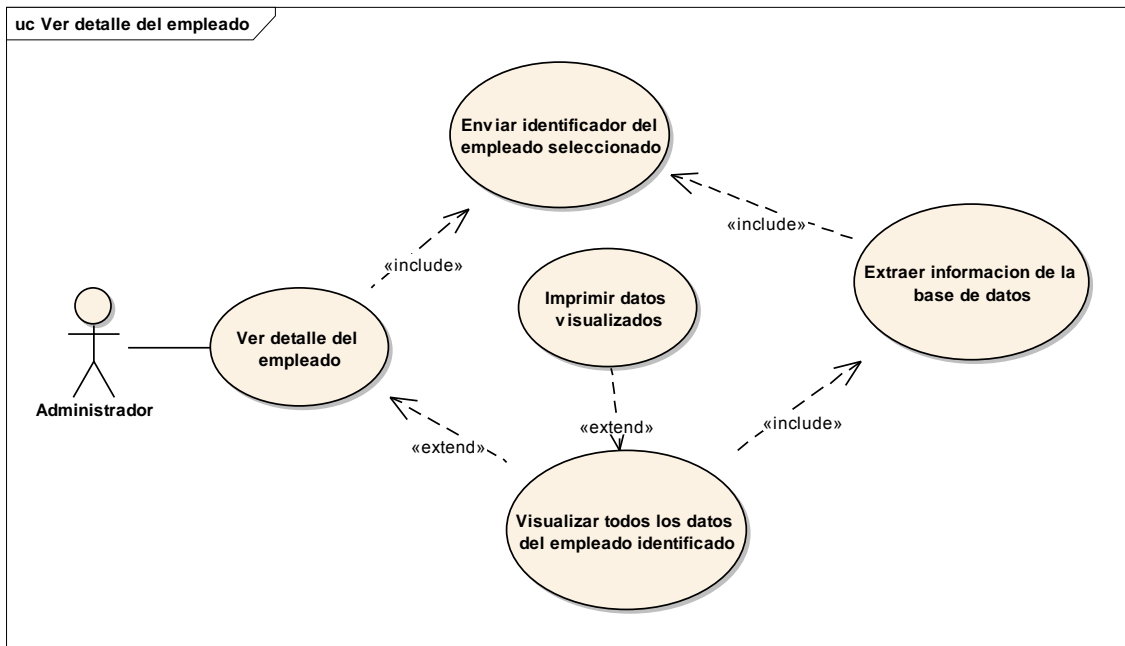 uc Ver detalle del empleado
Enviar identificador del
empleado seleccionado
«include»
«include»
Extraer informacion de la
base de datos
Imprimir datos
visualizados
Ver detalle del
empleado
Administrador
«extend»
«extend»
«include»
Visualizar todos los datos
del empleado identificado